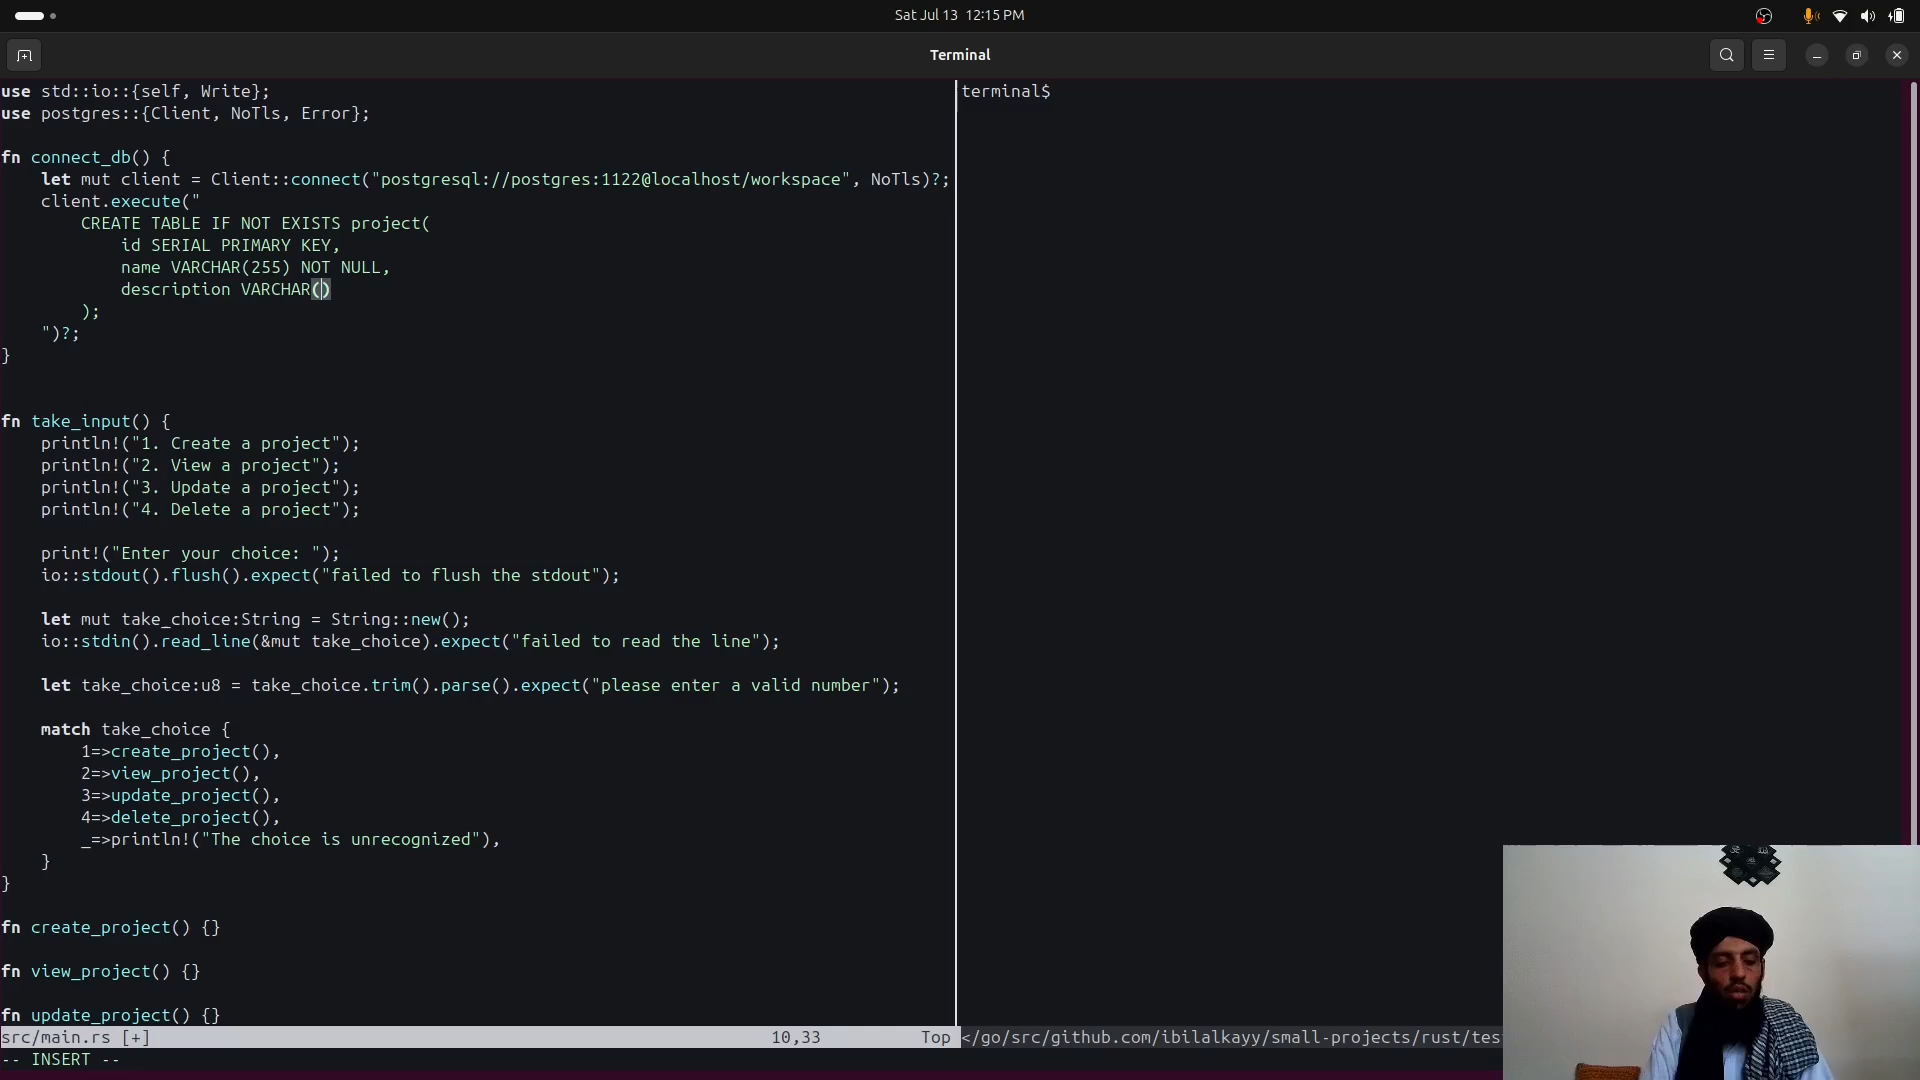 Sat Jul 13 12:15 PM
Terminal
use std::io::{self, Write};
use postgres::{Client, NoTls, Error};
fn connect_db() {
let mut client = Client::connect("postgresql://postgres:1122@localhost/workspace", NoTls)?;
client.execute("
CREATE TABLE IF NOT EXISTS project(
id SERIAL PRIMARY KEY,
name VARCHAR(255) NOT NULL,
description VARCHAR()
);
")?;
}
fn take_input() {
println!("1. Create a project");
println!("2. View a project");
println!("3. Update a project");
println!("4. Delete a project");
print!("Enter your choice: ");
io::stdout().flush().expect("failed to flush the stdout");
let mut take_choice:String = String::new();
io::stdin().read_line(&mut take_choice).expect("failed to read the line");
let take_choice:u8 = take_choice.trim().parse().expect("please enter a valid number");
match take_choice {
1=>create_project(),
2=>view_project(),
3=>update_project(),
4=>delete_project(),
_=>println!("The choice is unrecognized"),
}
}
fn create_project() {}
fn view_project() {}
fn update_project() {}
src/main.rs [+] 10,33 Top
-- INSERT --
terminal$
</go/src/github.com/ibilalkayy/small-projects/rust/tes